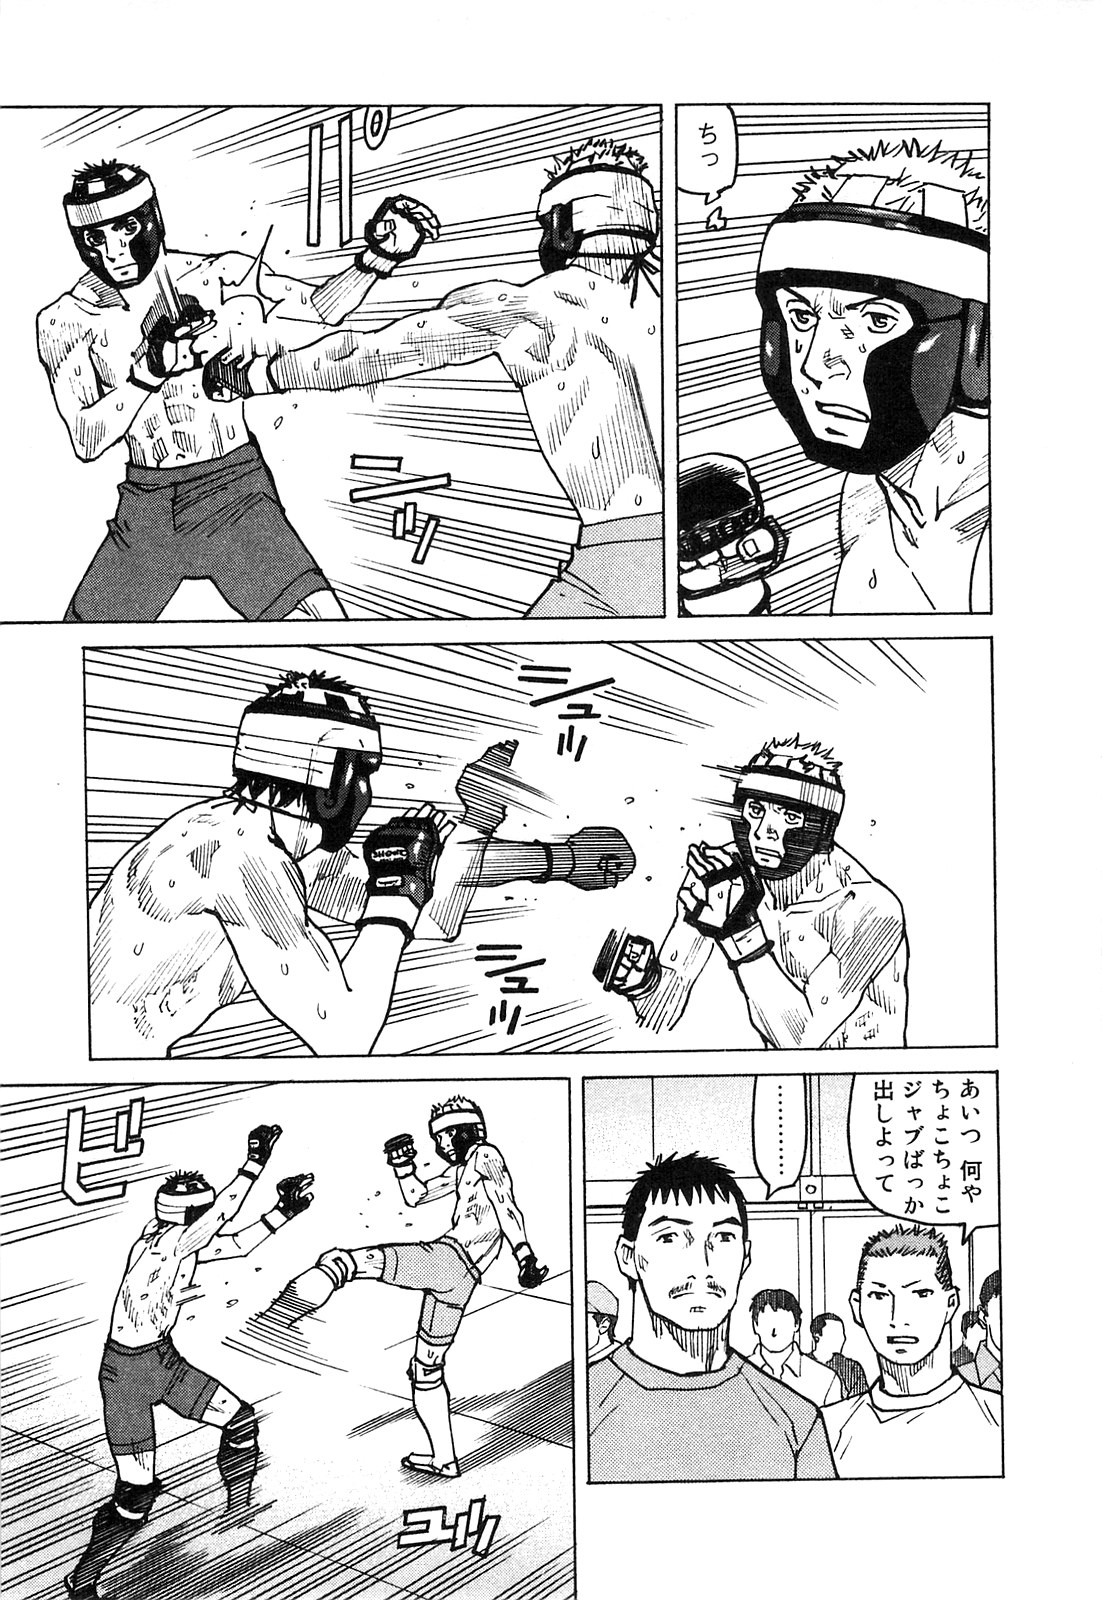 ちっ
パシッ
シュッ
シュッ
あいつ 何や
ちょこちょこ
ジャブばっか
出しよって
…………
ビュッ